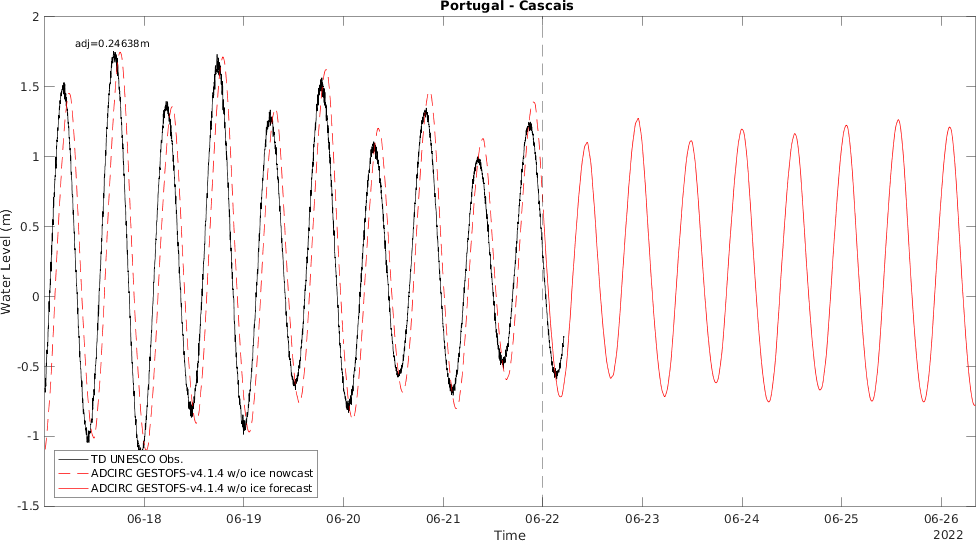 Portugal - Cascais
2
adj=0.24638m
1.5
1
0.5
0
-0.5
-1
-1.5
Water Level (m)
TD UNESCO Obs.
ADCIRC GESTOFS-v4.1.4 w/o ice nowcast
ADCIRC GESTOFS-v4.1.4 w/o ice forecast
06-18 06-19 06-20 06-21 06-22 06-23 06-24 06-25 06-26
Time
2022